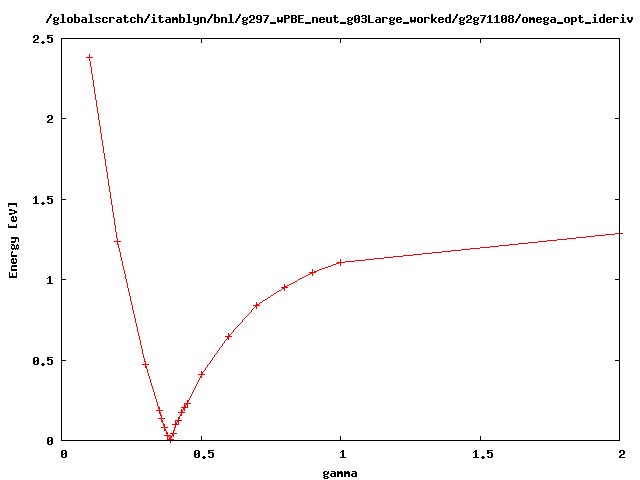 /globalscratch/itamblyn/bnl/g297_wPBE_neut_g03Large_worked/g2g71108/omega_opt_ideriv
2.5
2
1.5
1
0.5
0
Energy [eV]
0 0.5 1 1.5 2
gamma